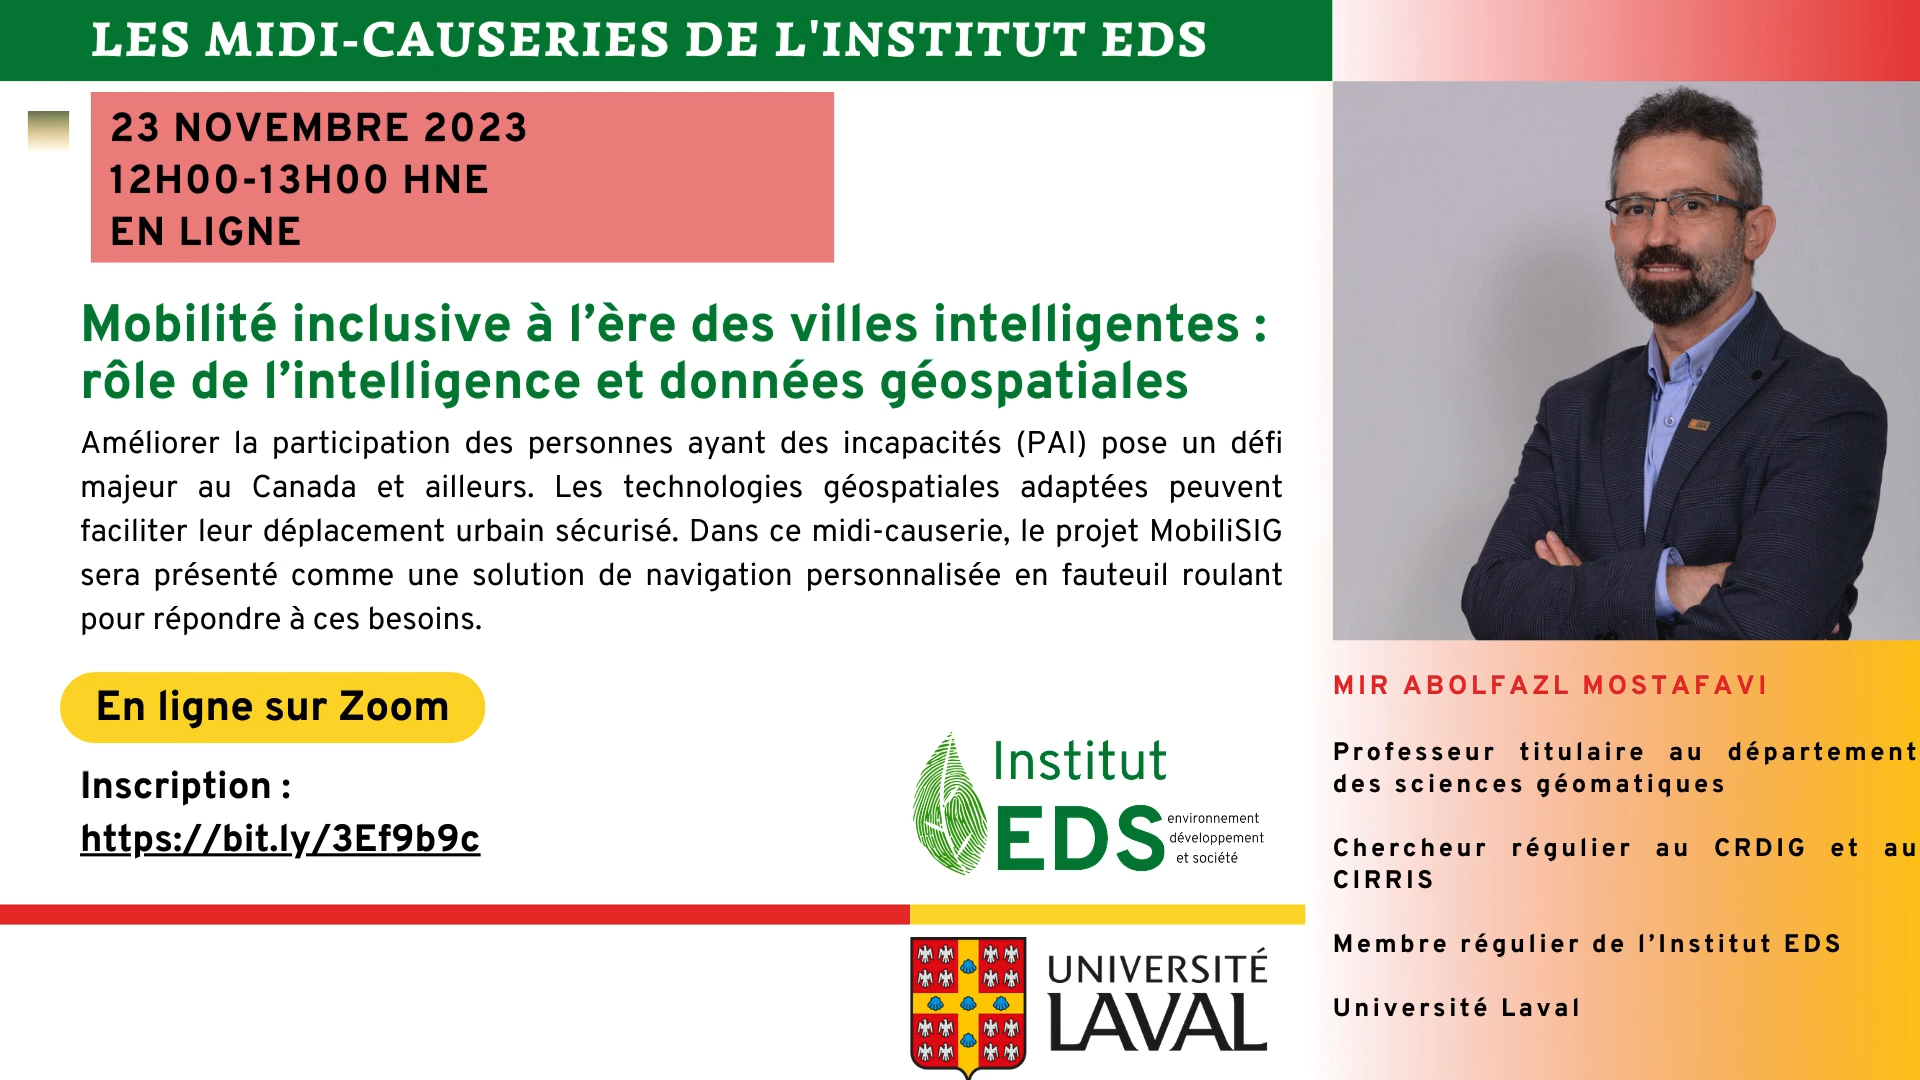 LES MIDI-CAUSERIES DE L'INSTITUT EDS
23 NOVEMBRE 2023
12H00-13H00 HNE
EN LIGNE
Mobilité inclusive à l’ère des villes intelligentes :
rôle de l’intelligence et données géospatiales
Améliorer la participation des personnes ayant des incapacités (PAI) pose un défi
majeur au Canada et ailleurs. Les technologies géospatiales adaptées peuvent
faciliter leur déplacement urbain sécurisé. Dans ce midi-causerie, le projet MobiliSIG
sera présenté comme une solution de navigation personnalisée en fauteuil roulant
pour répondre à ces besoins.
En ligne sur Zoom
Inscription :
https://bit.ly/3Ef9b9c
Institut
EDS
environnement
développement
et société
UNIVERSITÉ
LAVAL
MIR ABOLFAZL MOSTAFAVI
Professeur titulaire au département
des sciences géomatiques
Chercheur régulier au CRDIG et au
CIRRIS
Membre régulier de l’Institut EDS
Université Laval